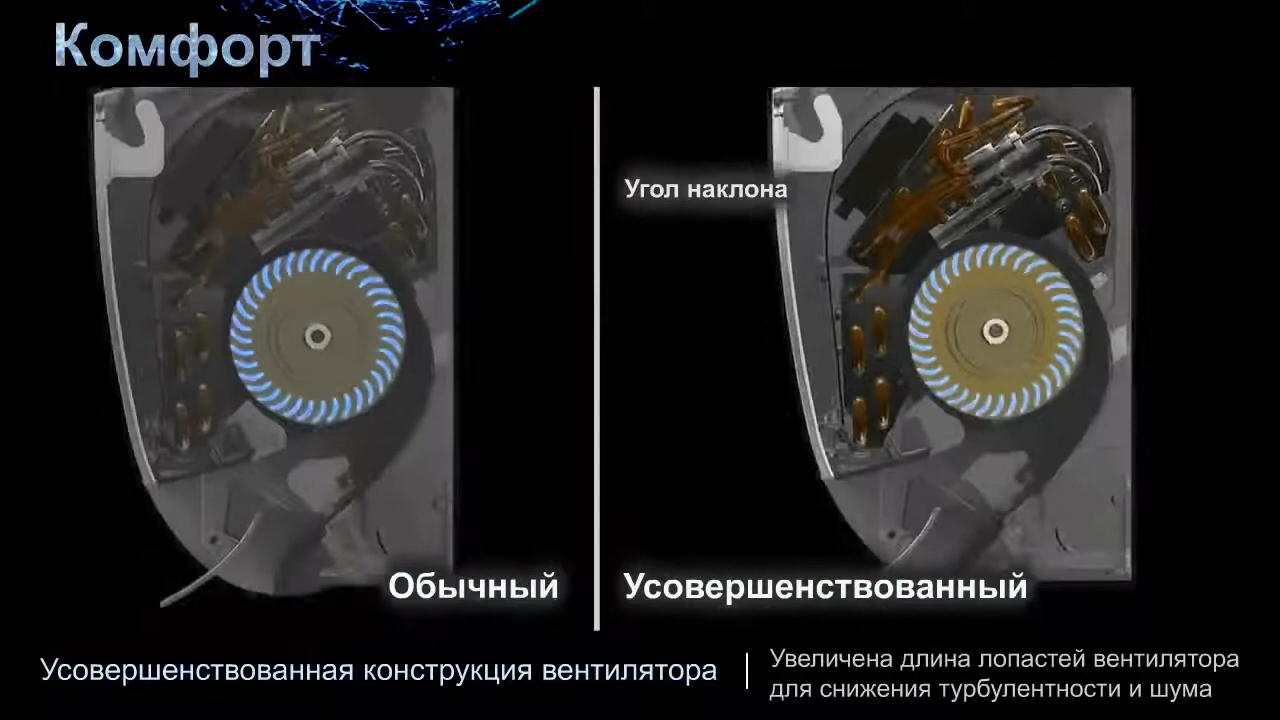 Комфорт
Угол наклона
Обычный
Усовершенствованный
Усовершенствованная конструкция вентилятора
Увеличена длина лопастей вентилятора
для снижения турбулентности и шума